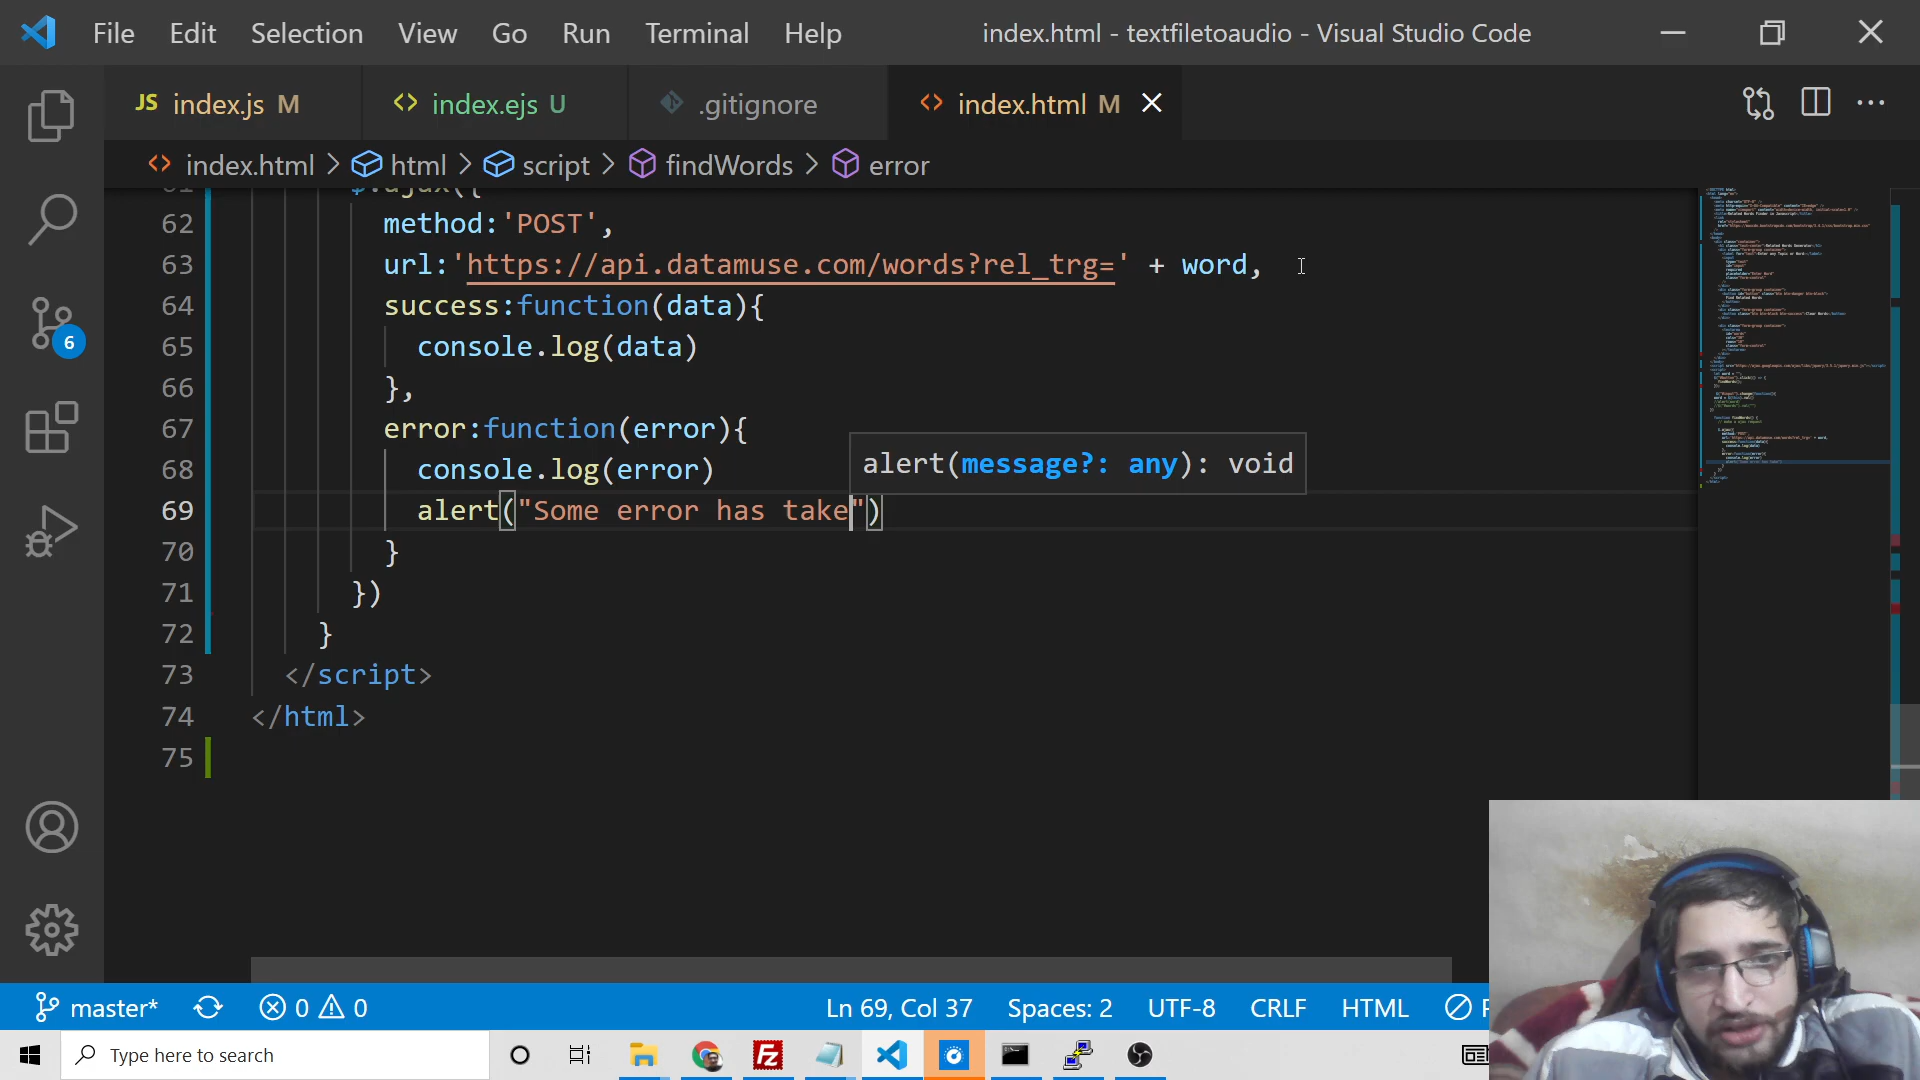 File Edit Selection View Go Run Terminal Help index.html - textfiletoaudio - Visual Studio Code
JS index.js M index.ejs U .gitignore index.html M
index.html > html > script > findWords > error
61 $.ajax({
62 method:'POST',
63 url:'https://api.datamuse.com/words?rel_trg=' + word,
64 success:function(data){
65 console.log(data)
66 },
67 error:function(error){
alert(message?: any): void
68 console.log(error)
69 alert("Some error has take")
70 }
71 })
72 }
73 </script>
74 </html>
75
6
master* 0 0 Ln 69, Col 37 Spaces: 2 UTF-8 CRLF HTML
Type here to search